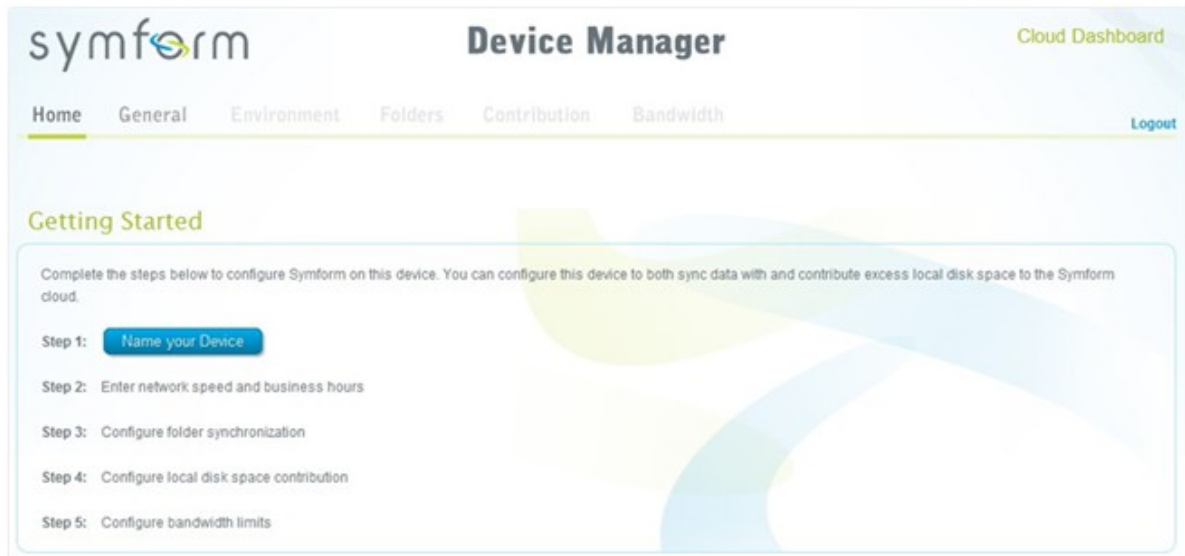 symform
Device Manager
Cloud Dashboard
Home General Environment Folders Contribution Bandwidth
Logout
Getting Started
Complete the steps below to configure Symform on this device. You can configure this device to both sync data with and contribute excess local disk space to the Symform
cloud.
Step 1: Name your Device
Step 2: Enter network speed and business hours
Step 3: Configure folder synchronization
Step 4: Configure local disk space contribution
Step 5: Configure bandwidth limits